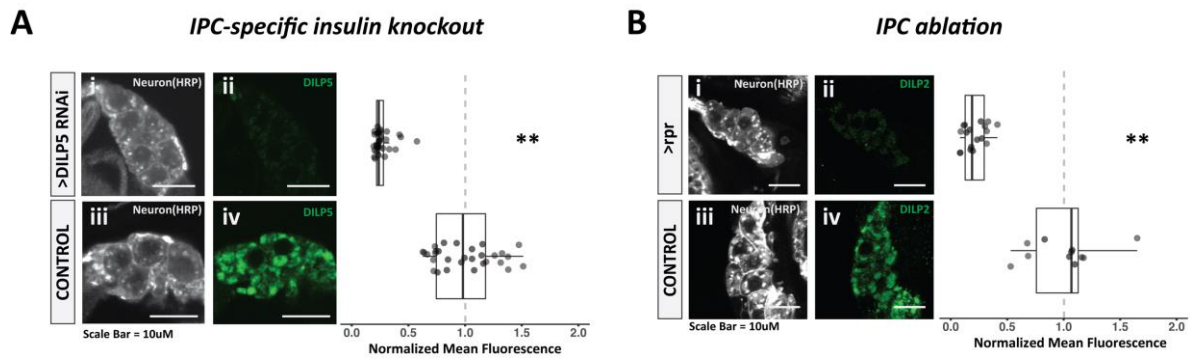 A
IPC-specific insulin knockout
>DILP5 RNAi
i
Neuron(HRP)
ii
DILP5
**
CONTROL
iii
Neuron(HRP)
iv
DILP5
Scale Bar = 10uM
0.0 0.5 1.0 1.5 2.0
Normalized Mean Fluorescence
B
IPC ablation
>rpr
i
Neuron(HRP)
ii
DILP2
**
CONTROL
iii
Neuron(HRP)
iv
DILP2
Scale Bar = 10uM
0.0 0.5 1.0 1.5 2.0
Normalized Mean Fluorescence